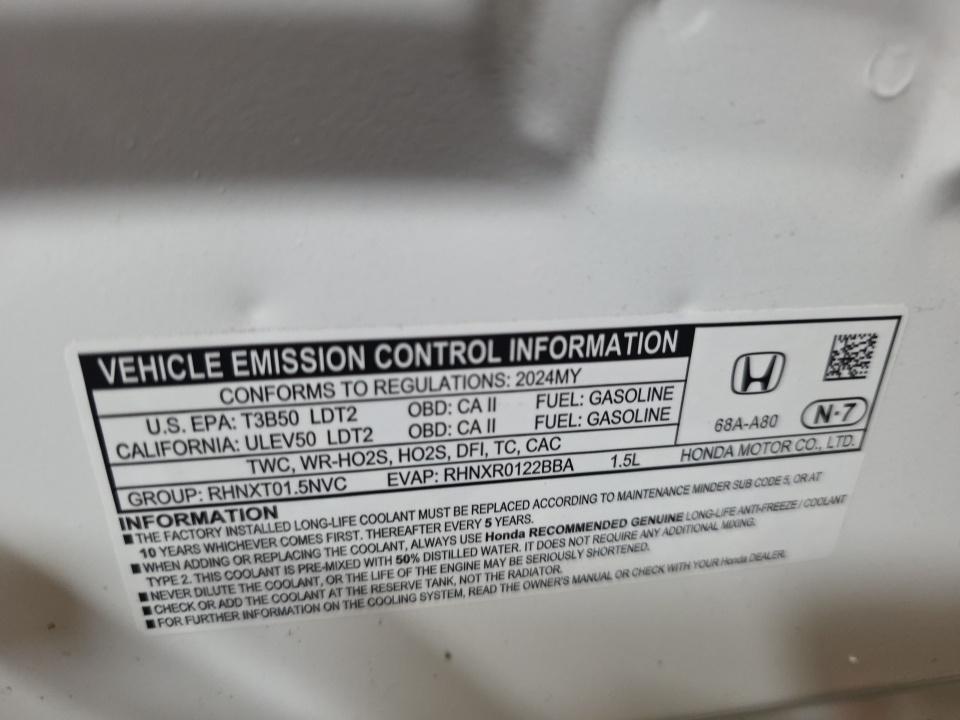 VEHICLE EMISSION CONTROL INFORMATION
CONFORMS TO REGULATIONS: 2024MY
U.S. EPA: T3B50 LDT2 OBD: CA II FUEL: GASOLINE
CALIFORNIA: ULEV50 LDT2 OBD: CA II FUEL: GASOLINE
TWC, WR-HO2S, HO2S, DFI, TC, CAC
GROUP: RHNXT01.5NVC EVAP: RHNXR0122BBA 1.5L
68A-A80 N-7
HONDA MOTOR CO., LTD.
INFORMATION
■ THE FACTORY INSTALLED LONG-LIFE COOLANT MUST BE REPLACED ACCORDING TO MAINTENANCE MINDER SUB CODE 5, OR AT
10 YEARS WHICHEVER COMES FIRST. THEREAFTER EVERY 5 YEARS.
■ WHEN ADDING OR REPLACING THE COOLANT, ALWAYS USE Honda RECOMMENDED GENUINE LONG-LIFE ANTI-FREEZE / COOLANT
TYPE 2. THIS COOLANT IS PRE-MIXED WITH 50% DISTILLED WATER. IT DOES NOT REQUIRE ANY ADDITIONAL MIXING.
■ NEVER DILUTE THE COOLANT, OR THE LIFE OF THE ENGINE MAY BE SERIOUSLY SHORTENED.
■ CHECK OR ADD THE COOLANT AT THE RESERVE TANK, NOT THE RADIATOR.
■ FOR FURTHER INFORMATION ON THE COOLING SYSTEM, READ THE OWNER'S MANUAL OR CHECK WITH YOUR Honda DEALER.